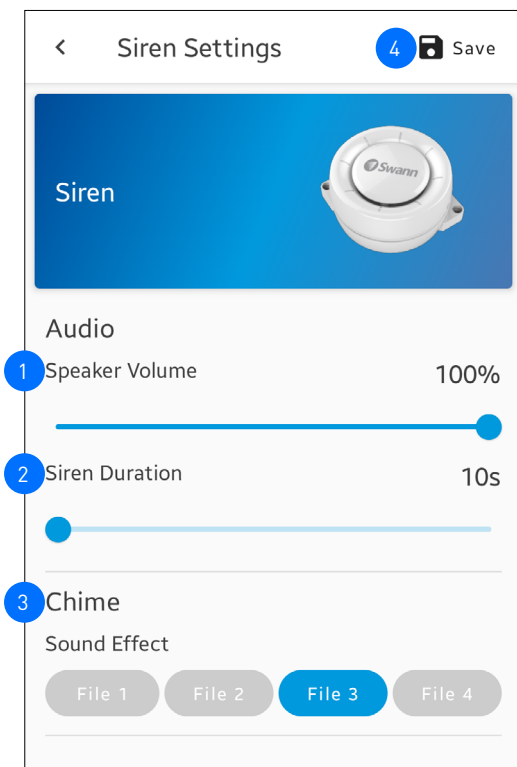 Siren Settings
4
Save
Swann
Siren
Audio
1
Speaker Volume
100%
2
Siren Duration
10s
3
Chime
Sound Effect
File 1
File 2
File 3
File 4